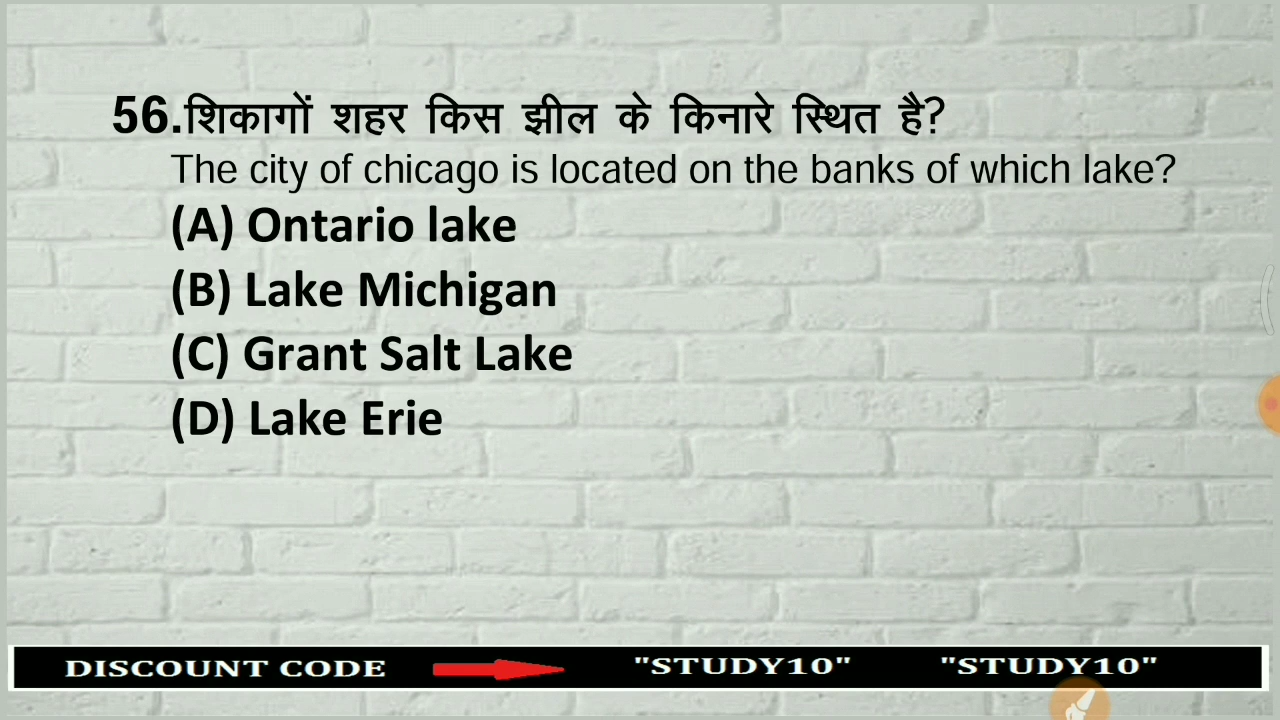 56.शिकागों शहर किस झील के किनारे स्थित है?
The city of chicago is located on the banks of which lake?
(A) Ontario lake
(B) Lake Michigan
(C) Grant Salt Lake
(D) Lake Erie
DISCOUNT CODE "STUDY10" "STUDY10"